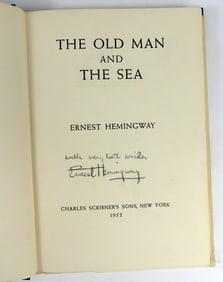 THE OLD MAN
AND
THE SEA
ERNEST HEMINGWAY
with very best wishes
Ernest Hemingway
CHARLES SCRIBNER'S SONS, NEW YORK
1952